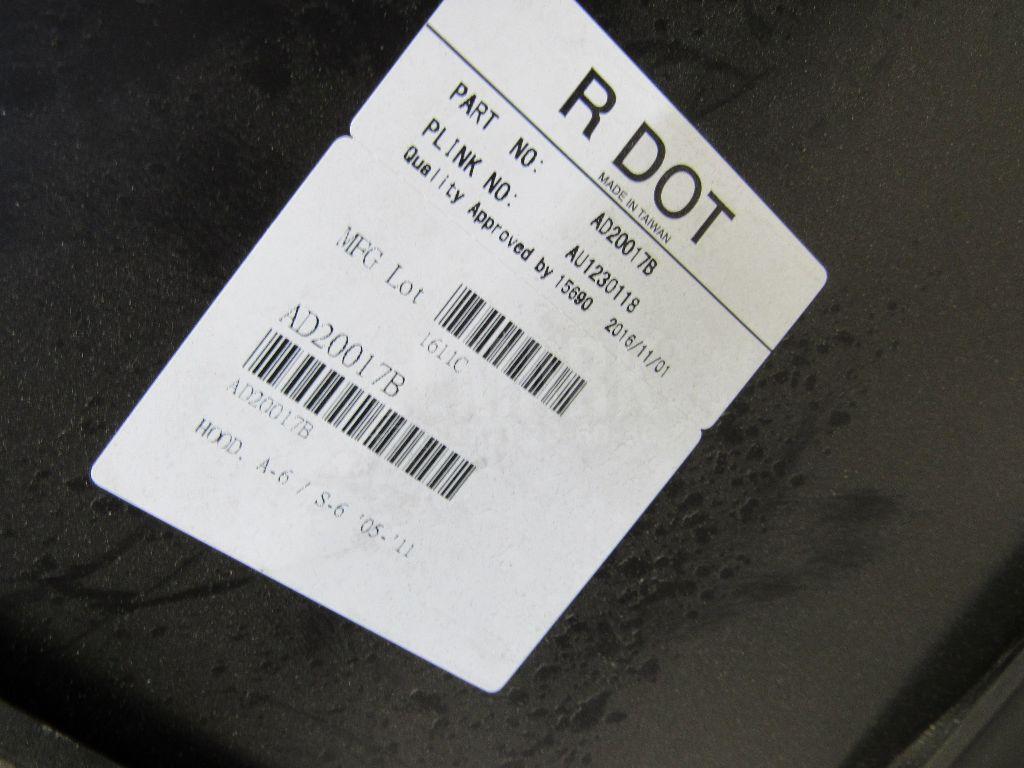 R DOT
MADE IN TAIWAN
PART NO: AD20017B
PLINK NO: AU1230118
Quality Approved by 15690 2016/11/01
MFG Lot
1611C
AD20017B
AD20017B
HOOD, A-6 / S-6 '05-'11